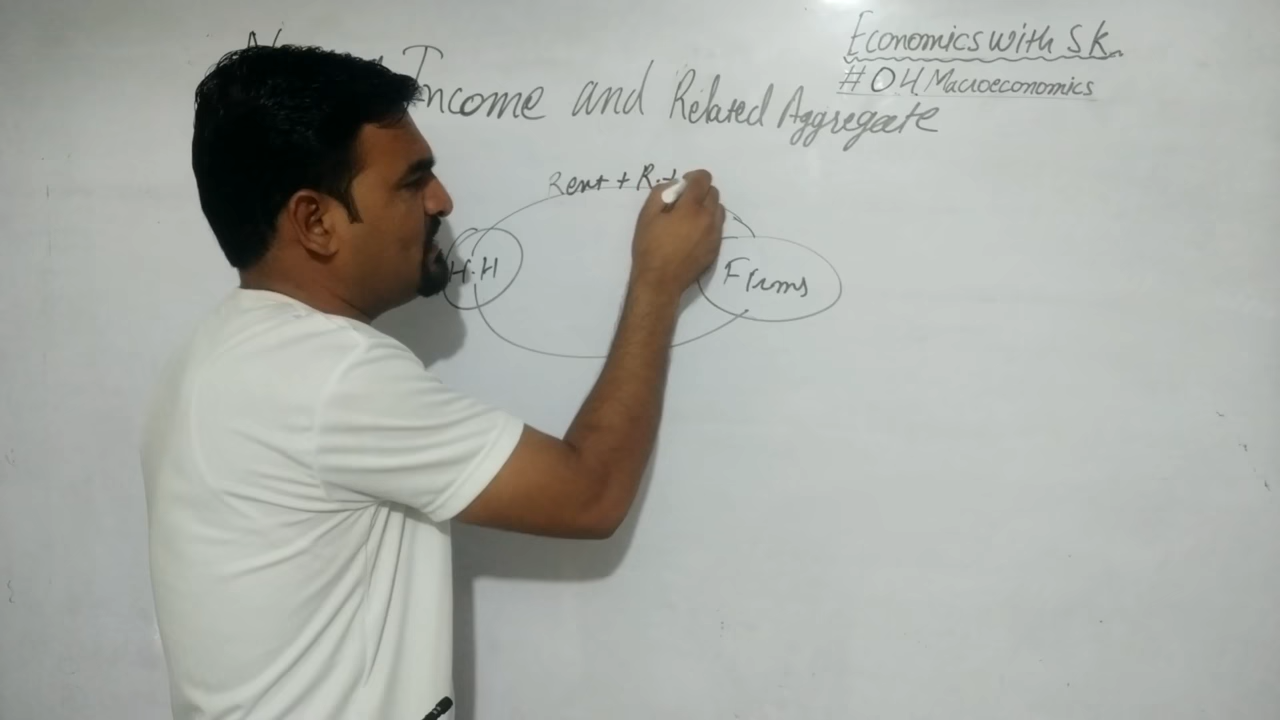 Economics with S.K.
#04 Macroeconomics
Income and Related Aggregate
Rent +
H.H
Firms